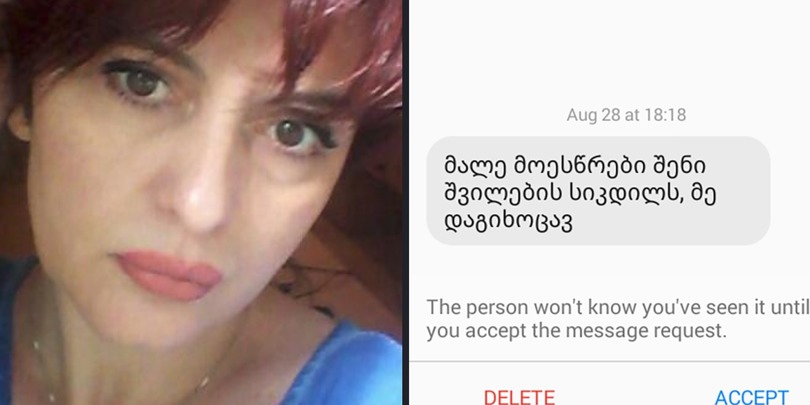 Aug 28 at 18:18
მალე მოესწრები შენი
შვილების სიკდილს, მე
დაგიხოცავ
The person won't know you've seen it until
you accept the message request.
DELETE ACCEPT